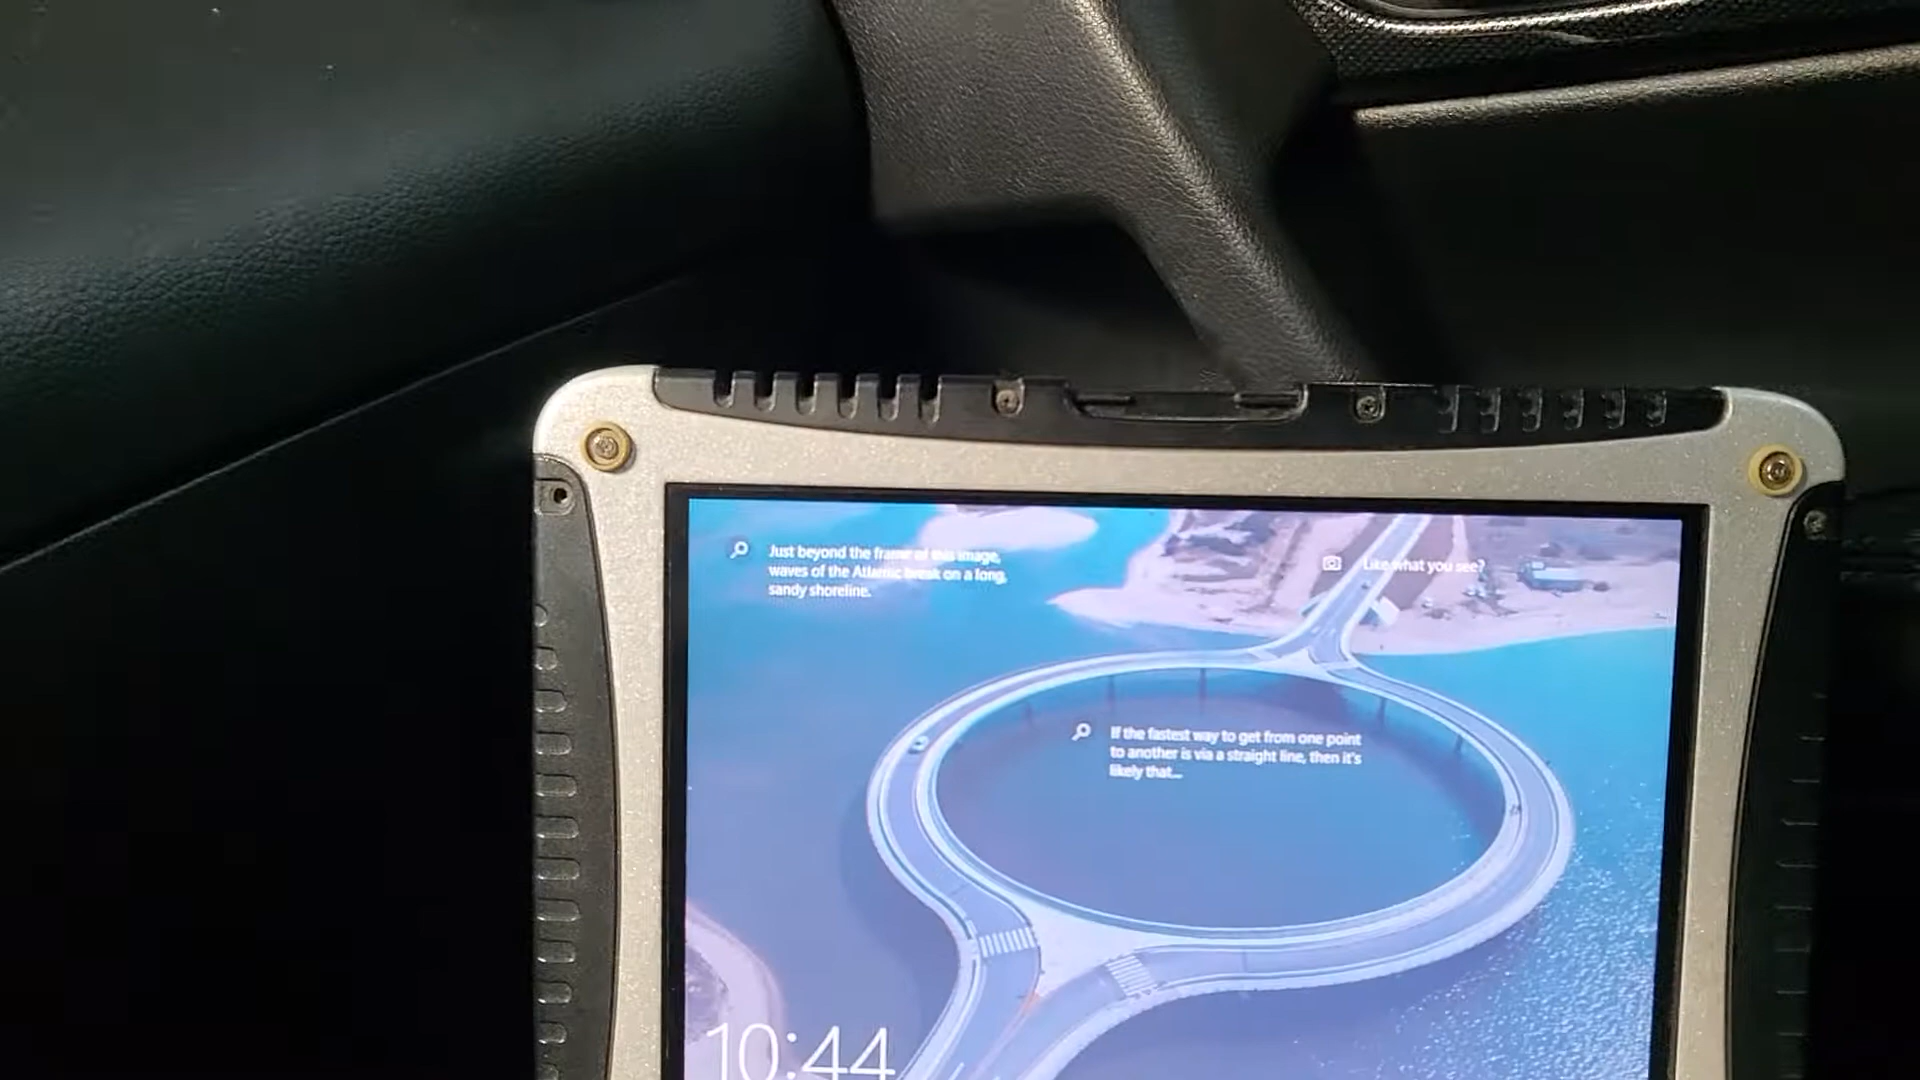 Just beyond the frame of this image,
waves of the Atlantic break on a long,
sandy shoreline.
Like what you see?
If the fastest way to get from one point
to another is via a straight line, then it's
likely that...
10:44